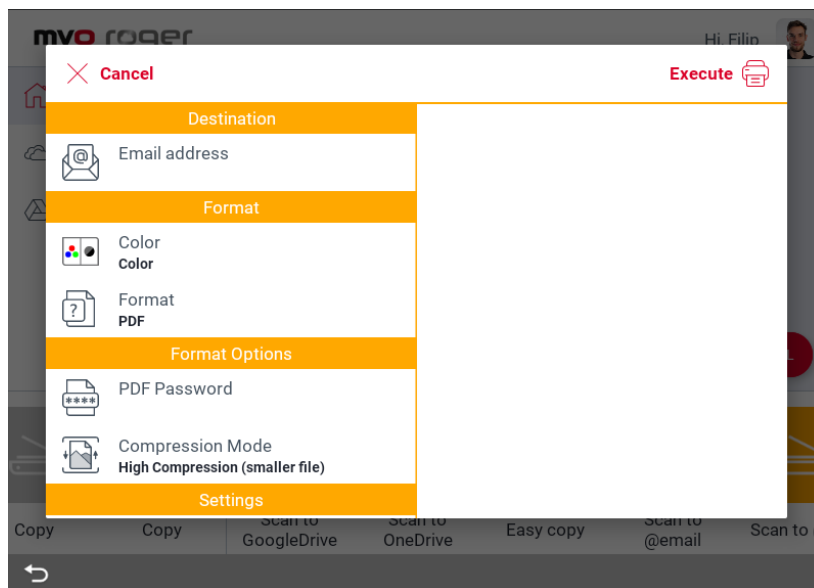 mvo roger
Hi, Filip
Cancel
Execute
Destination
@
Email address
Format
Color
Color
?
Format
PDF
Format Options
****
PDF Password
Compression Mode
High Compression (smaller file)
Settings
L
Copy
Copy
Scan to
GoogleDrive
Scan to
OneDrive
Easy copy
Scan to
@email
Scan to